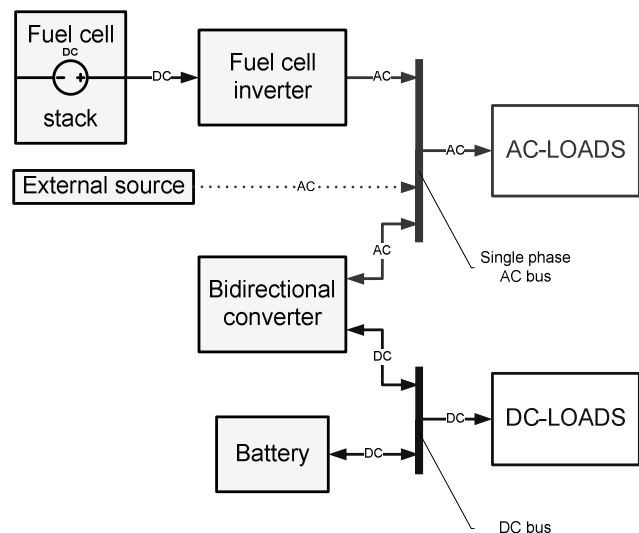 Fuel cell
DC
- +
stack
DC
Fuel cell
inverter
AC
AC
AC-LOADS
External source
AC
AC
Single phase
AC bus
Bidirectional
converter
DC
DC
DC-LOADS
Battery
DC
DC bus